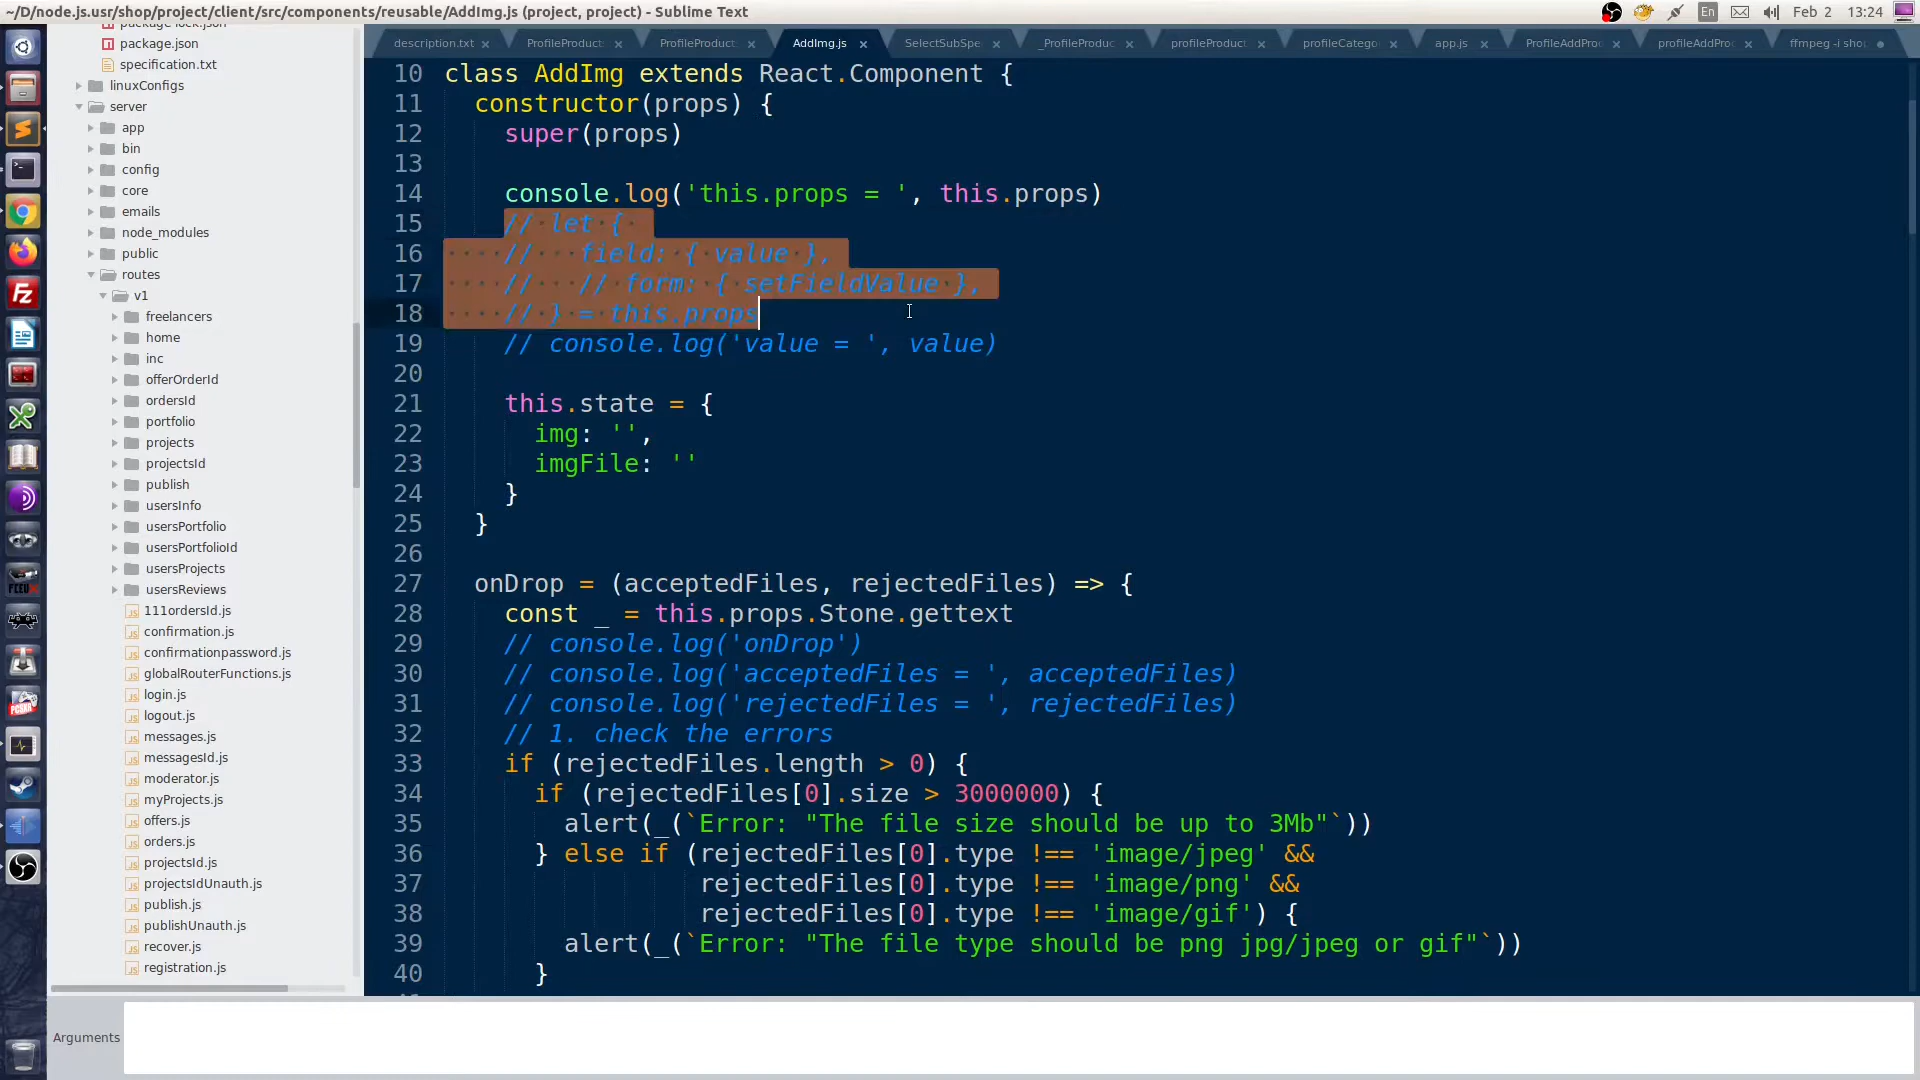 ~/D/node.js.usr/shop/project/client/src/components/reusable/AddImg.js (project, project) - Sublime Text
En
Feb 2
13:24
description.txt
ProfileProduct
ProfileProduct
AddImg.js
SelectSubSpe
_ProfileProduc
profileProduct
profileCatego
app.js
ProfileAddPro
profileAddPro
ffmpeg -i sho
package.json
specification.txt
linuxConfigs
server
app
bin
config
core
emails
node_modules
public
routes
v1
freelancers
home
inc
offerOrderId
ordersId
portfolio
projects
projectsId
publish
usersInfo
usersPortfolio
usersPortfolioId
usersProjects
usersReviews
111ordersId.js
confirmation.js
confirmationpassword.js
globalRouterFunctions.js
login.js
logout.js
messages.js
messagesId.js
moderator.js
myProjects.js
offers.js
orders.js
projectsId.js
projectsIdUnauth.js
publish.js
publishUnauth.js
recover.js
registration.js
10 class AddImg extends React.Component {
11 constructor(props) {
12 super(props)
13
14 console.log('this.props = ', this.props)
15 // let {
16 // field: { value },
17 // // form: { setFieldValue },
18 // } = this.props
19 // console.log('value = ', value)
20
21 this.state = {
22 img: '',
23 imgFile: ''
24 }
25 }
26
27 onDrop = (acceptedFiles, rejectedFiles) => {
28 const _ = this.props.Stone.gettext
29 // console.log('onDrop')
30 // console.log('acceptedFiles = ', acceptedFiles)
31 // console.log('rejectedFiles = ', rejectedFiles)
32 // 1. check the errors
33 if (rejectedFiles.length > 0) {
34 if (rejectedFiles[0].size > 3000000) {
35 alert(_(`Error: "The file size should be up to 3Mb"`))
36 } else if (rejectedFiles[0].type !== 'image/jpeg' &&
37 rejectedFiles[0].type !== 'image/png' &&
38 rejectedFiles[0].type !== 'image/gif') {
39 alert(_(`Error: "The file type should be png jpg/jpeg or gif"`))
40 }
Arguments